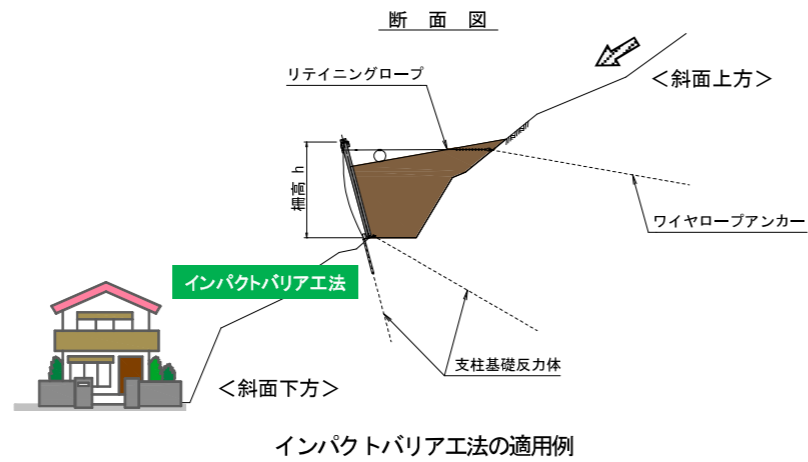 断 面 図
リテイニングロープ
＜斜面上方＞
柵高 h
ワイヤロープアンカー
インパクトバリア工法
支柱基礎反力体
＜斜面下方＞
インパクトバリア工法の適用例